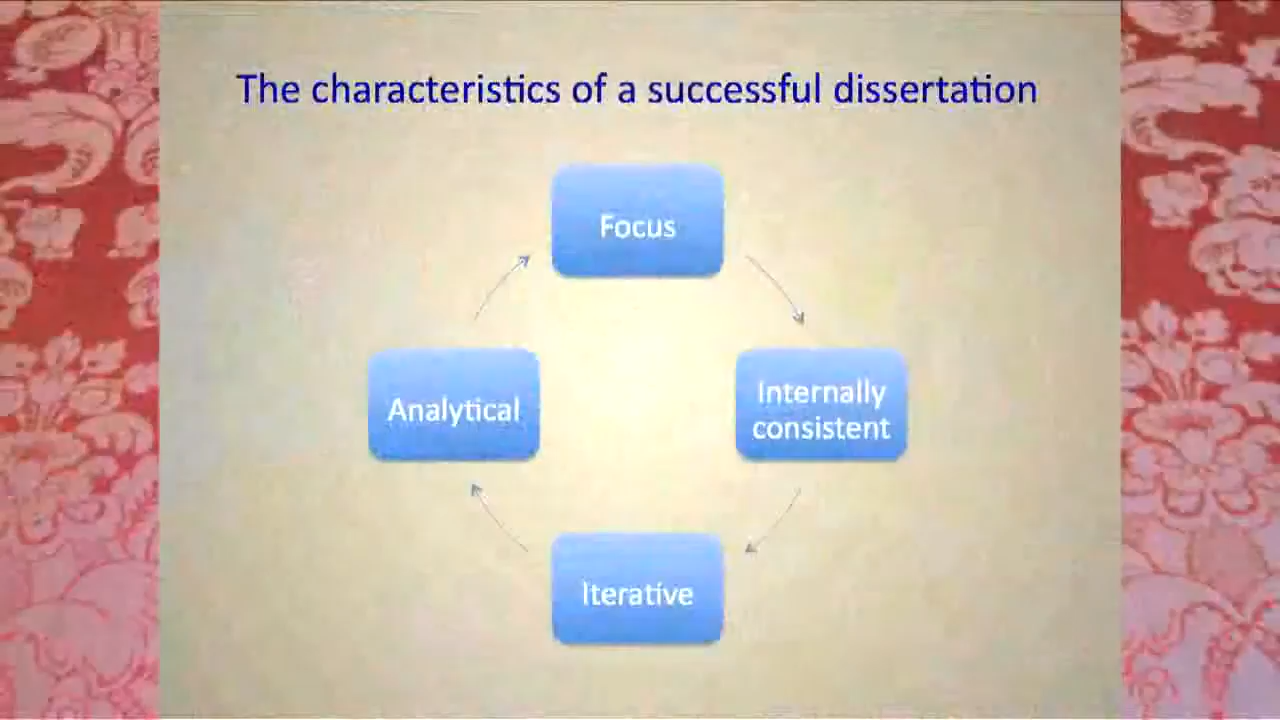 The characteristics of a successful dissertation
Focus
Internally
consistent
Iterative
Analytical